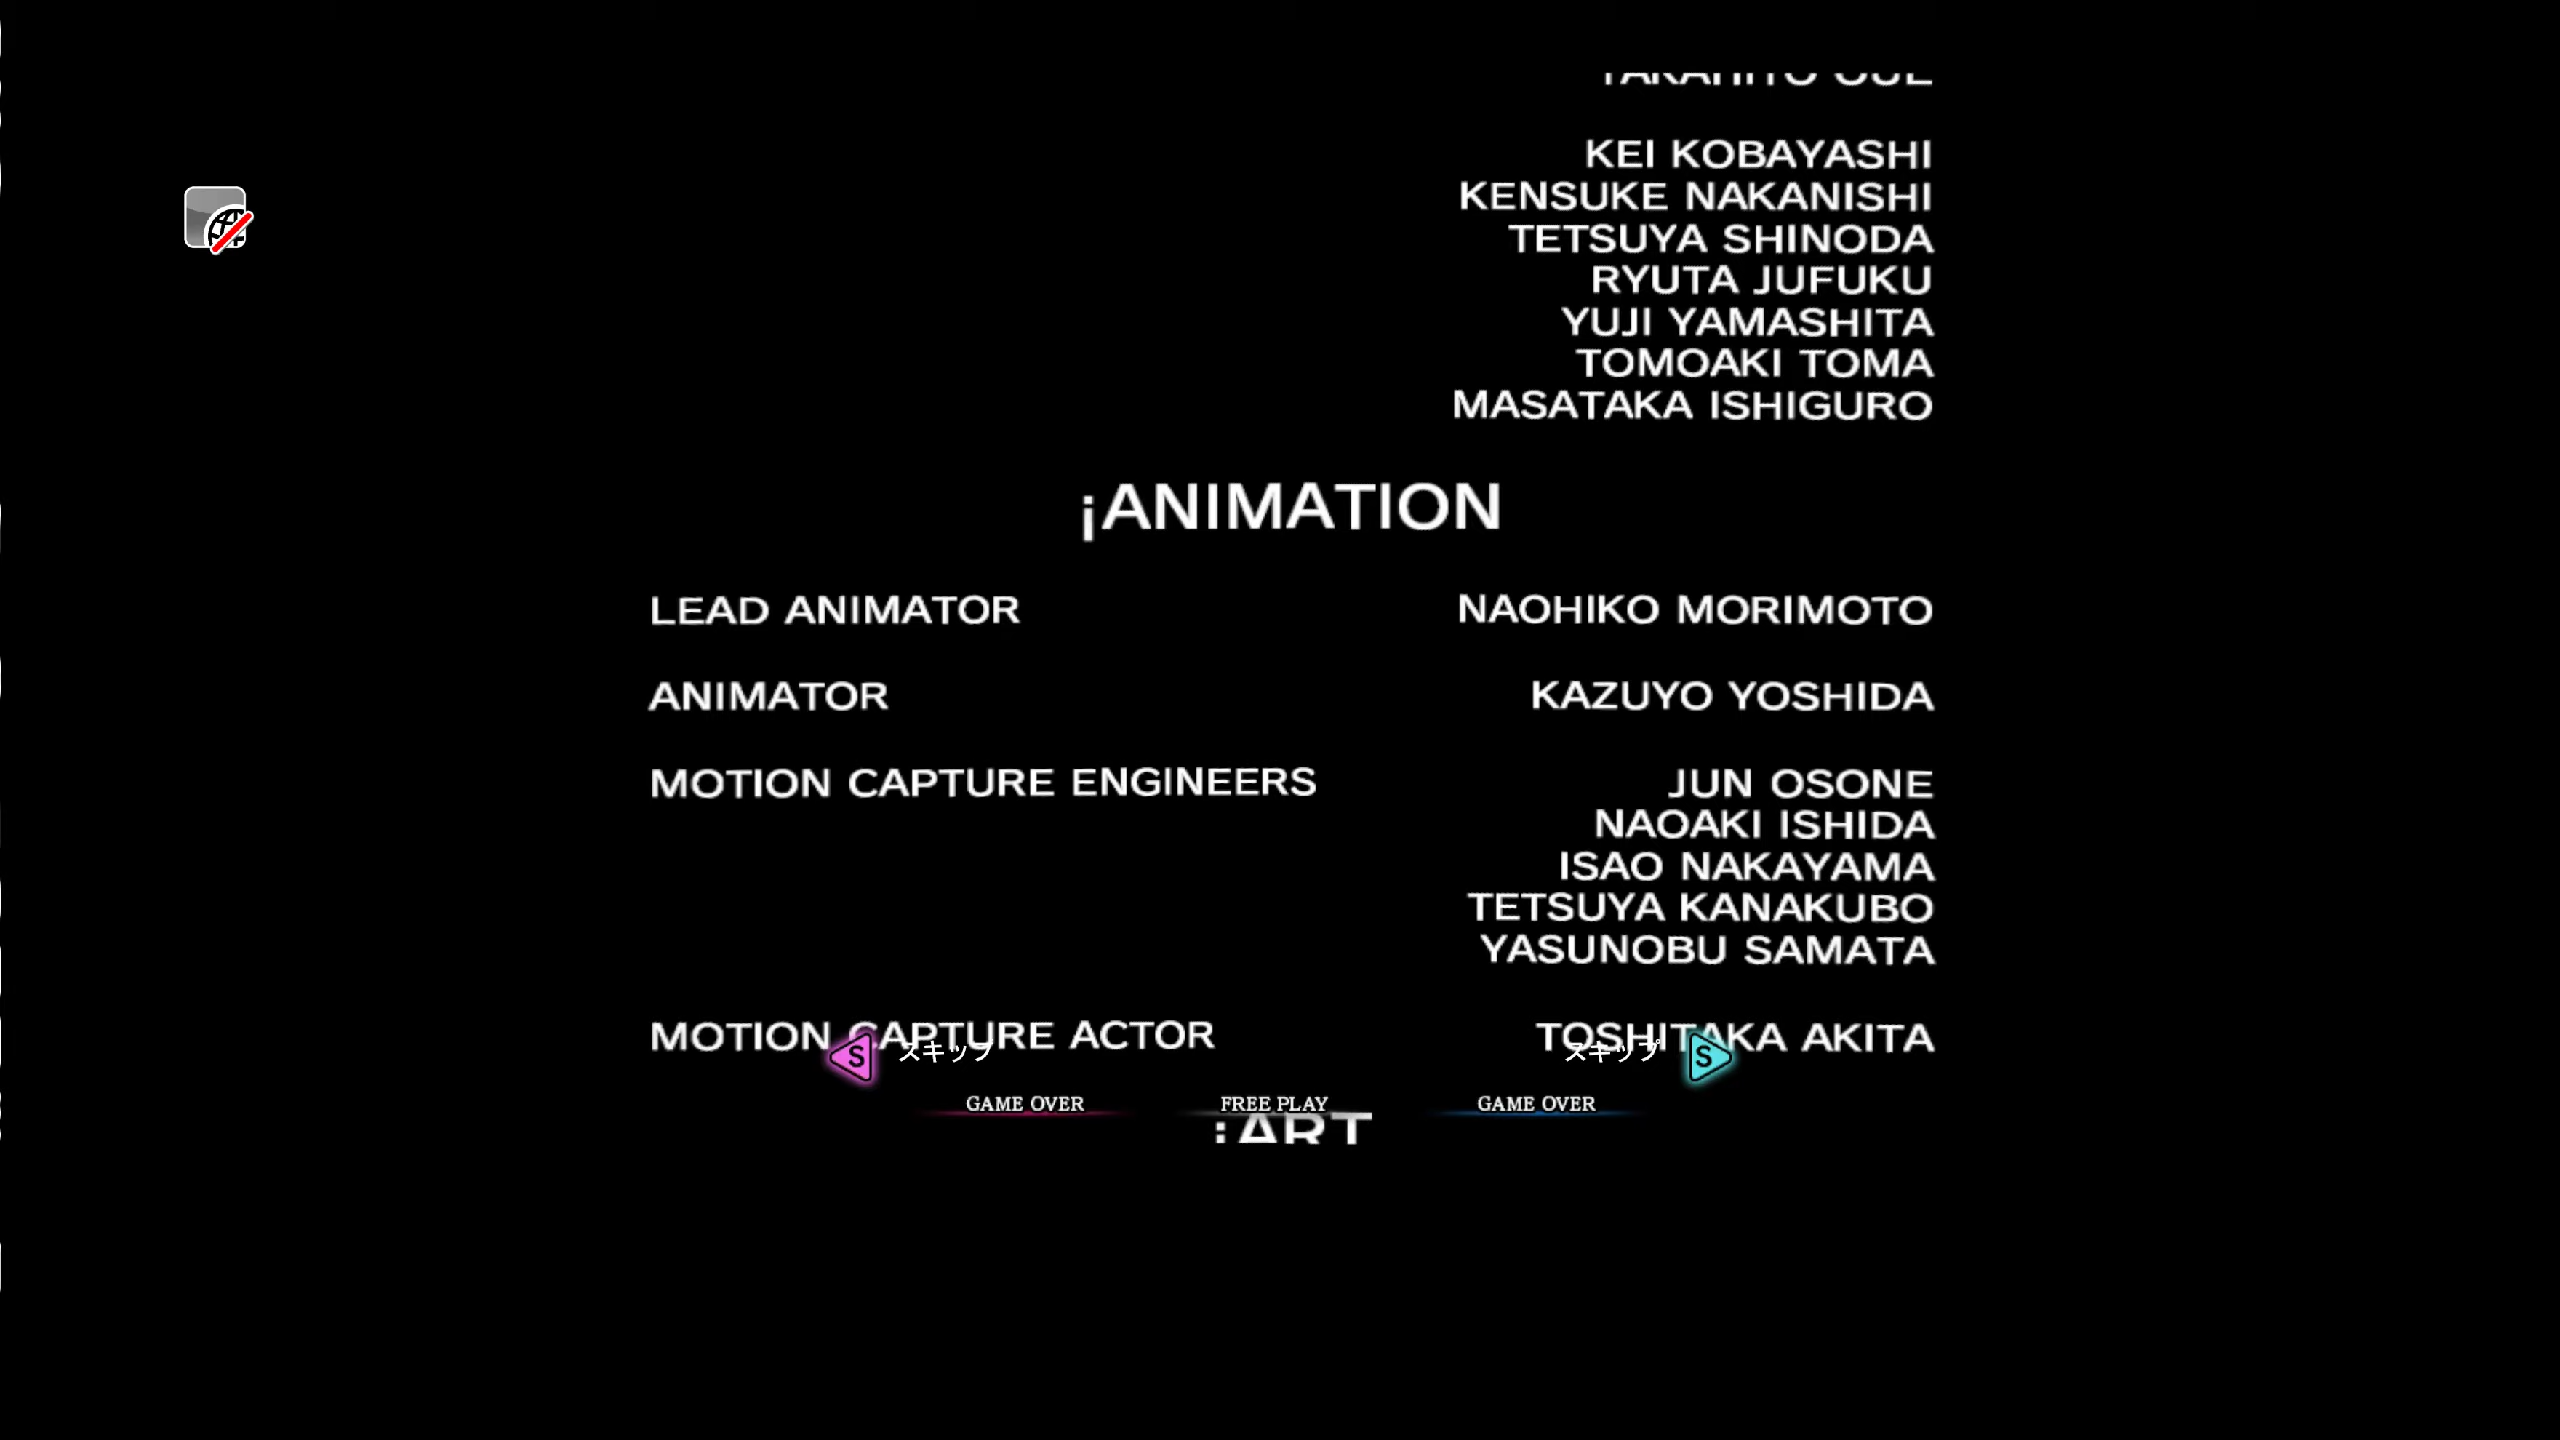 KEI KOBAYASHI
KENSUKE NAKANISHI
TETSUYA SHINODA
RYUTA JUFUKU
YUJI YAMASHITA
TOMOAKI TOMA
MASATAKA ISHIGURO
¡ANIMATION
LEAD ANIMATOR NAOHIKO MORIMOTO
ANIMATOR KAZUYO YOSHIDA
MOTION CAPTURE ENGINEERS JUN OSONE
NAOAKI ISHIDA
ISAO NAKAYAMA
TETSUYA KANAKUBO
YASUNOBU SAMATA
MOTION CAPTURE ACTOR TOSHITAKA AKITA
S スキップ スキップ S
GAME OVER FREE PLAY GAME OVER
¡ART